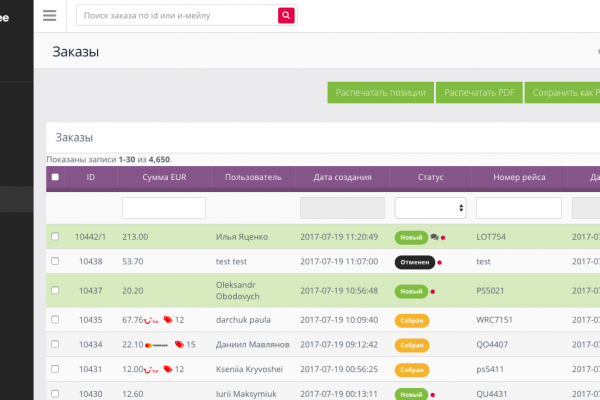 ee
Поиск заказа по id или и-мейлу
Заказы
Распечатать позиции Распечатать PDF Сохранить как P
Заказы
Показаны записи 1-30 из 4,650.
ID Сумма EUR Пользователь Дата создания Статус Номер рейса Да
10442/1 213.00 Илья Яценко 2017-07-19 11:20:49 Новый LOT754 2017-07
10438 53.70 test test 2017-07-19 11:07:00 Отменен test 2017-07
10437 20.20 Oleksandr Obodovych 2017-07-19 10:56:48 Новый PS5021 2017-07
10435 67.76 12 darchuk paula 2017-07-19 10:09:40 Собран WRC7151 2017-07
10434 22.10 15 Даниил Мавлянов 2017-07-19 09:12:42 Собран QO4407 2017-07
10431 12.00 12 Kseniia Kryvoshei 2017-07-19 00:56:25 Собран ps5411 2017-07
10430 12.60 Iurii Maksymiuk 2017-07-19 00:13:11 Новый QU4431 2017-07